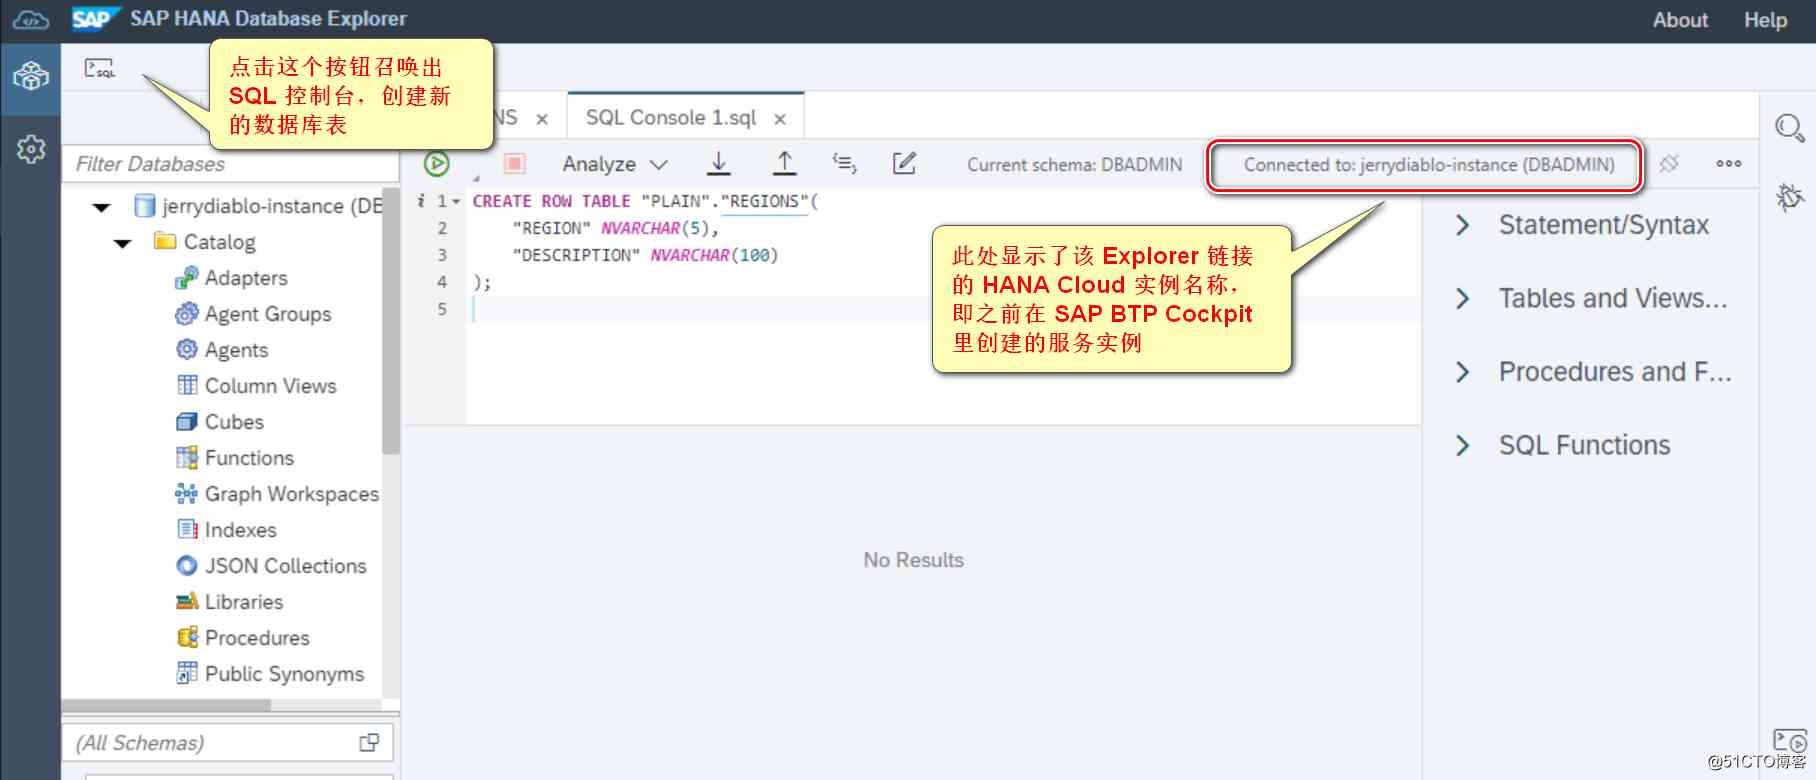 SAP SAP HANA Database Explorer
About Help
SQL
点击这个按钮召唤出
SQL 控制台，创建新
的数据库表
NS
SQL Console 1.sql
Filter Databases
Analyze
Current schema: DBADMIN
Connected to: jerrydiablo-instance (DBADMIN)
jerrydiablo-instance (DB
Catalog
Adapters
Agent Groups
Agents
Column Views
Cubes
Functions
Graph Workspaces
Indexes
JSON Collections
Libraries
Procedures
Public Synonyms
(All Schemas)
i 1 CREATE ROW TABLE "PLAIN"."REGIONS"(
2 "REGION" NVARCHAR(5),
3 "DESCRIPTION" NVARCHAR(100)
4 );
5
此处显示了该 Explorer 链接
的 HANA Cloud 实例名称，
即之前在 SAP BTP Cockpit
里创建的服务实例
No Results
Statement/Syntax
Tables and Views...
Procedures and F...
SQL Functions
@51CTO博客